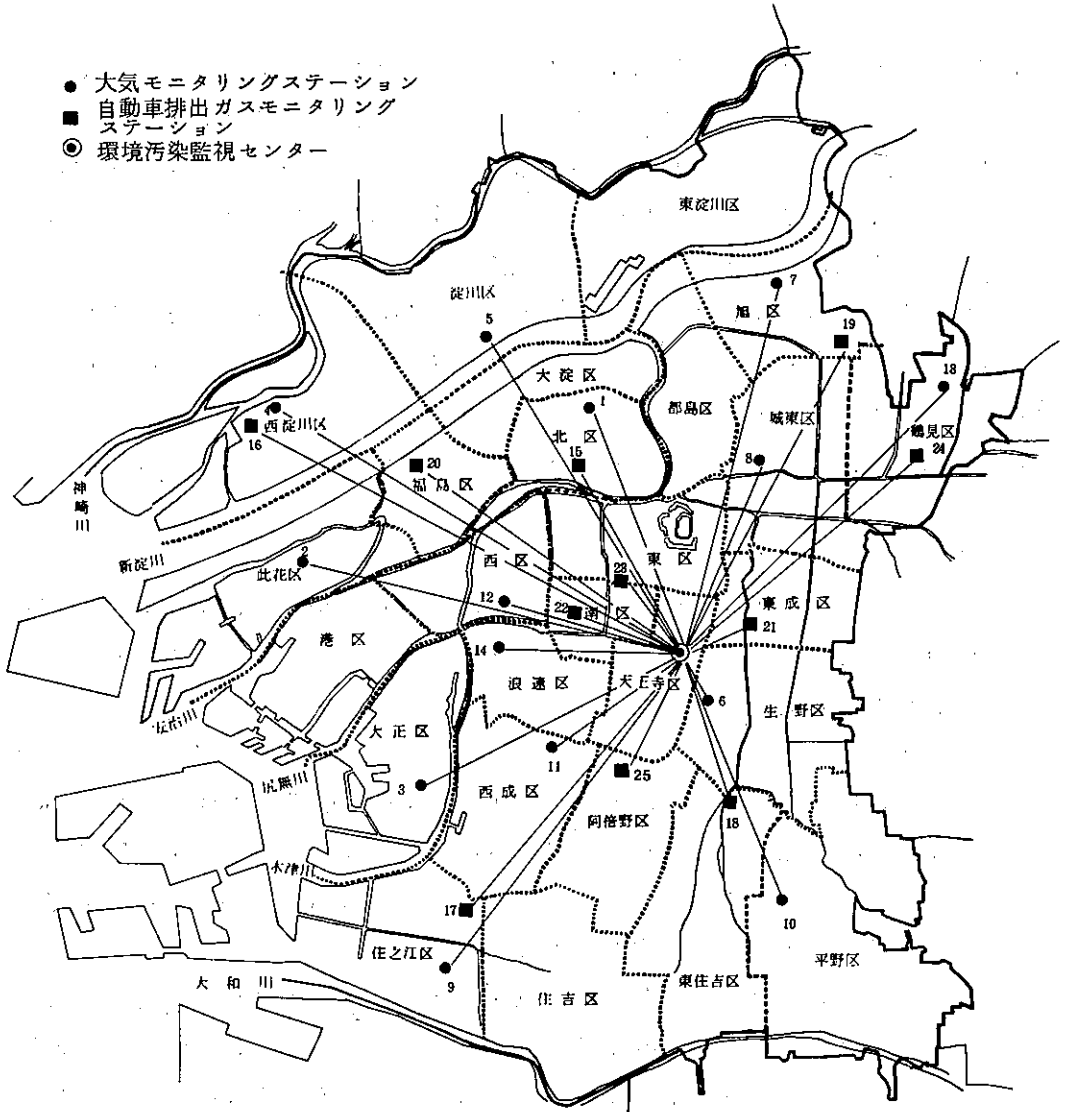 大気モニタリングステーション
自動車排出ガスモニタリング
ステーション
環境汚染監視センター
東淀川区
淀川区
5
旭区
7
19
13
大淀区
1
都島区
城東区
鶴見区
24
西淀川区
16
北区
15
8
20
福島区
神崎川
新淀川
2
此花区
西区
東区
23
12
22
南区
東成区
21
港区
14
浪速区
天王寺区
6
生野区
安治川
大正区
尻無川
3
11
西成区
25
阿倍野区
18
木津川
17
10
住之江区
9
平野区
大和川
住吉区
東住吉区